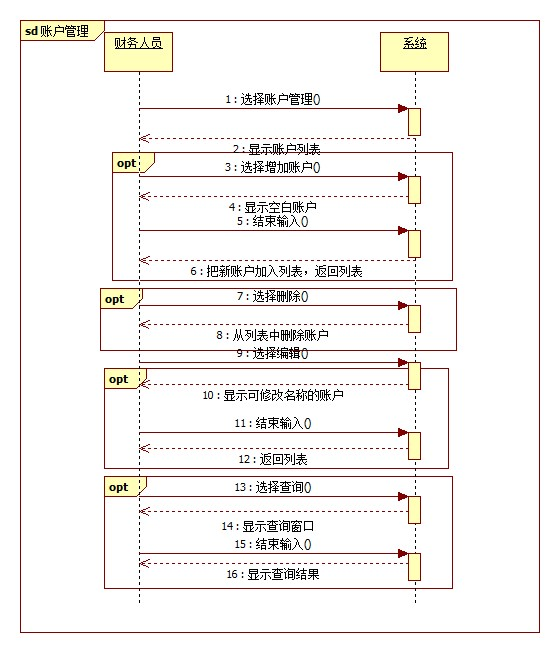 sd 账户管理
财务人员
系统
1 : 选择账户管理()
2 : 显示账户列表
opt
3 : 选择增加账户()
4 : 显示空白账户
5 : 结束输入()
6 : 把新账户加入列表，返回列表
opt
7 : 选择删除()
8 : 从列表中删除账户
9 : 选择编辑()
opt
10 : 显示可修改名称的账户
11 : 结束输入()
12 : 返回列表
opt
13 : 选择查询()
14 : 显示查询窗口
15 : 结束输入()
16 : 显示查询结果